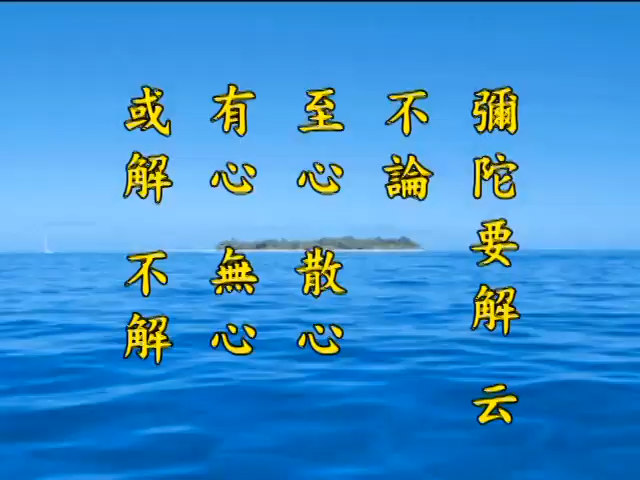 彌陀要解 云
不論
至心 散心
有心 無心
或解 不解